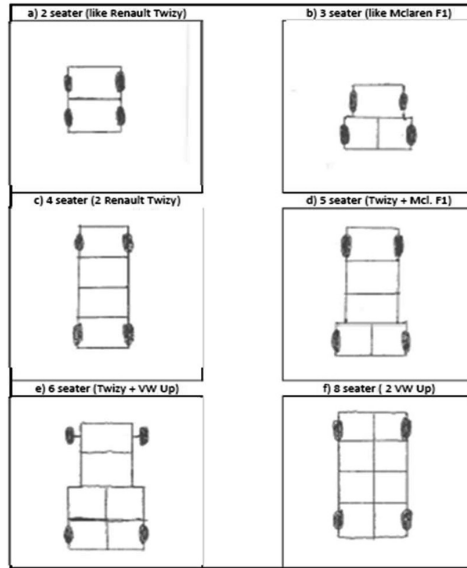 a) 2 seater (like Renault Twizy)
b) 3 seater (like Mclaren F1)
c) 4 seater (2 Renault Twizy)
d) 5 seater (Twizy + Mcl. F1)
e) 6 seater (Twizy + VW Up)
f) 8 seater ( 2 VW Up)